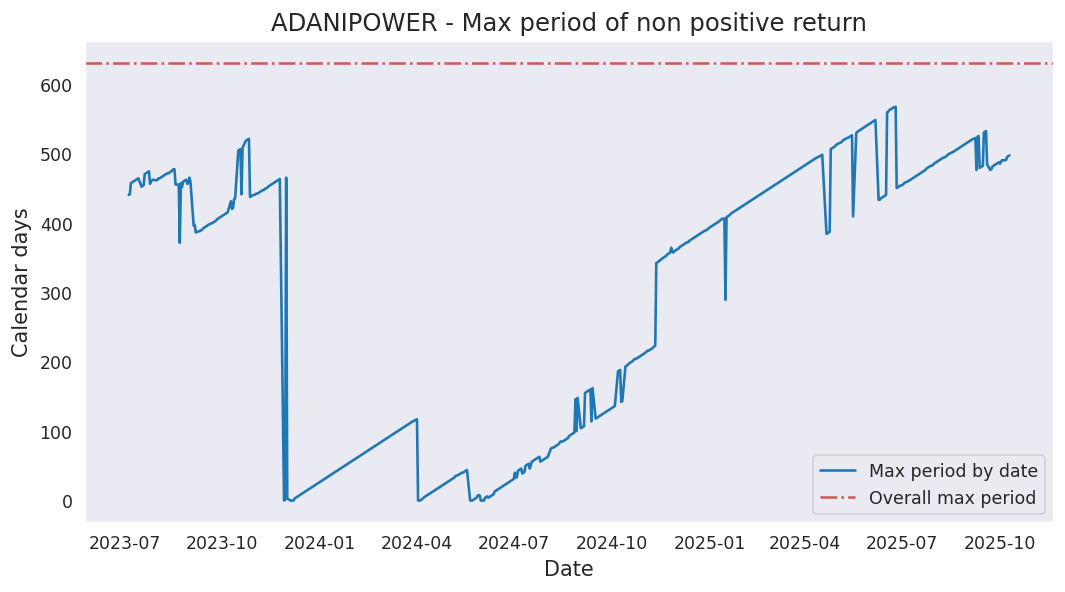 ADANIPOWER - Max period of non positive return
600
500
400
300
200
100
0
Calendar days
Max period by date
Overall max period
2023-07 2023-10 2024-01 2024-04 2024-07 2024-10 2025-01 2025-04 2025-07 2025-10
Date